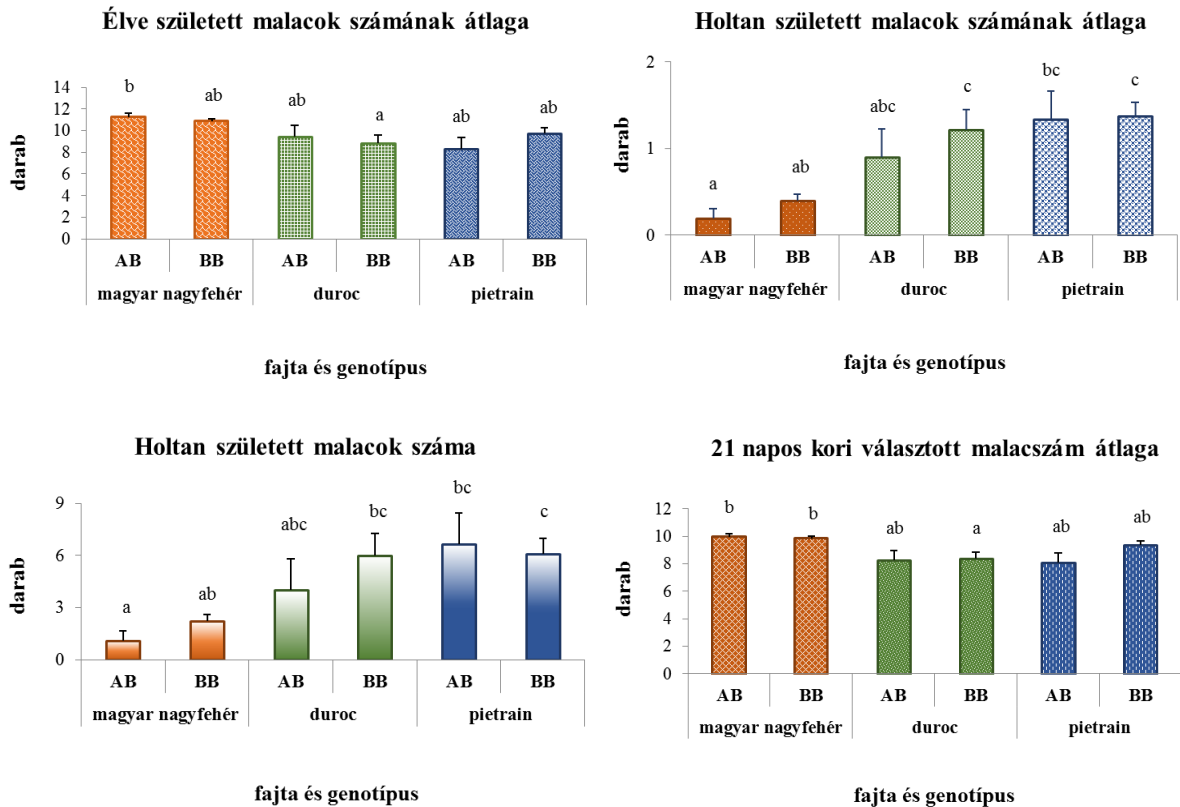 Élve született malacok számának átlaga
darab
14
12
10
8
6
4
2
0
b
ab
ab
a
ab
ab
AB BB AB BB AB BB
magyar nagyfehér duroc pietrain
fajta és genotípus
Holtan született malacok számának átlaga
darab
2
1
0
a
ab
abc
c
bc
c
AB BB AB BB AB BB
magyar nagyfehér duroc pietrain
fajta és genotípus
Holtan született malacok száma
darab
9
6
3
0
a
ab
abc
bc
bc
c
AB BB AB BB AB BB
magyar nagyfehér duroc pietrain
fajta és genotípus
21 napos kori választott malacszám átlaga
darab
12
10
8
6
4
2
0
b
b
ab
a
ab
ab
AB BB AB BB AB BB
magyar nagyfehér duroc pietrain
fajta és genotípus